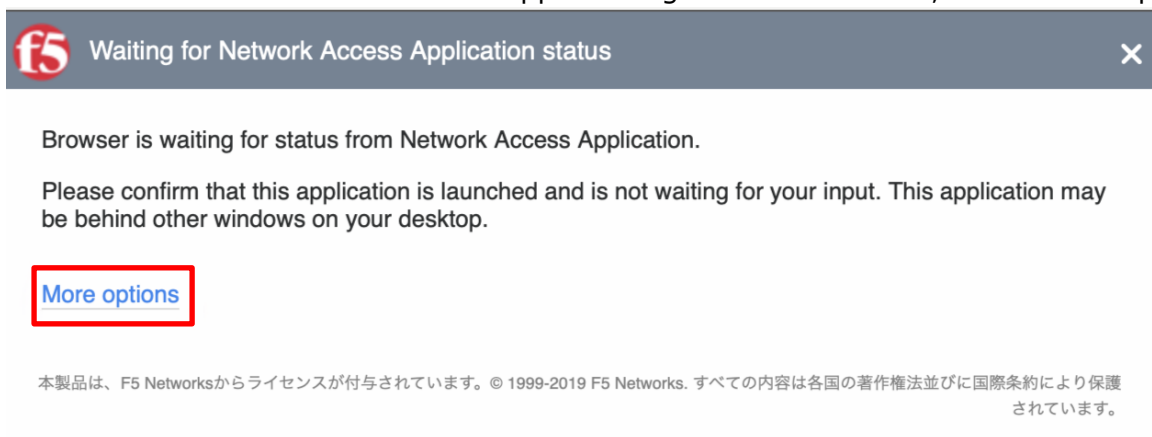 f5 Waiting for Network Access Application status
Browser is waiting for status from Network Access Application.
Please confirm that this application is launched and is not waiting for your input. This application may
be behind other windows on your desktop.
More options
本製品は、F5 Networksからライセンスが付与されています。© 1999-2019 F5 Networks. すべての内容は各国の著作権法並びに国際条約により保護
されています。